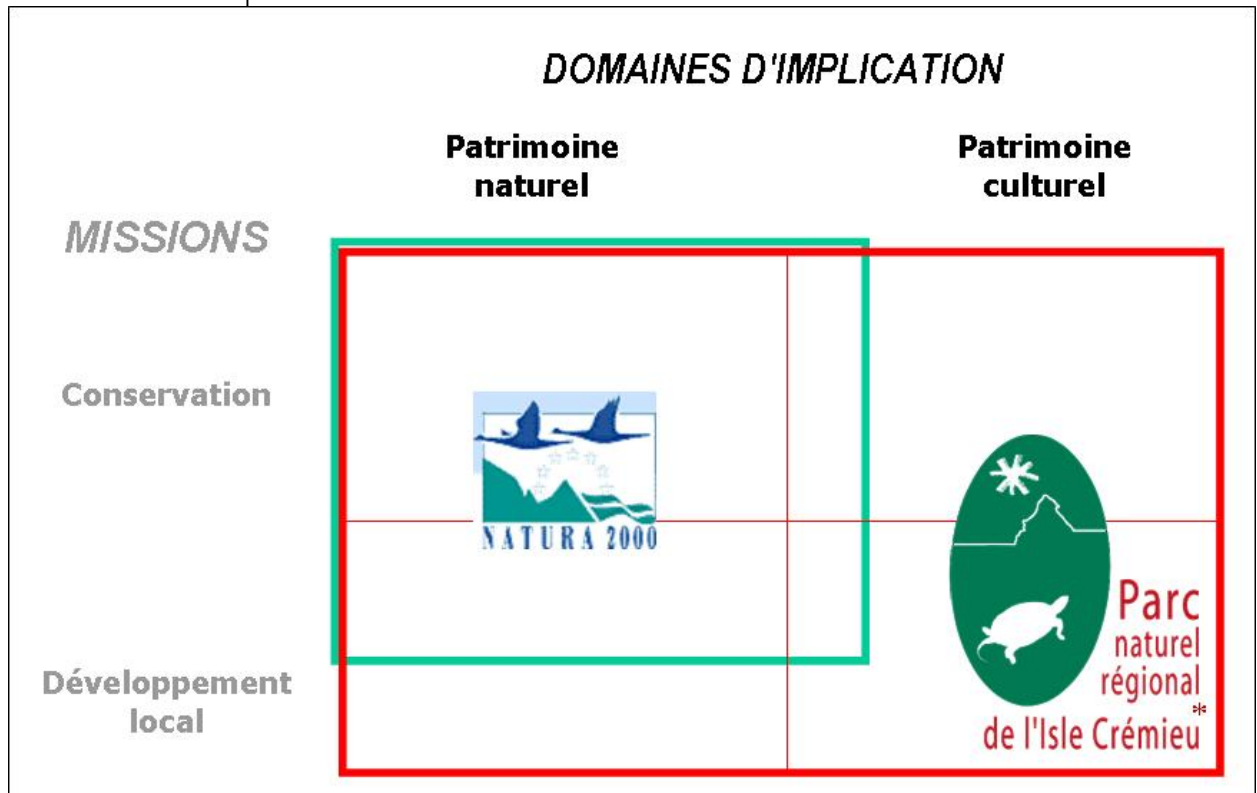 DOMAINES D'IMPLICATION
Patrimoine
naturel
Patrimoine
culturel
MISSIONS
Conservation
NATURA 2000
Développement
local
Parc
naturel
régional
de l'Isle Crémieu*